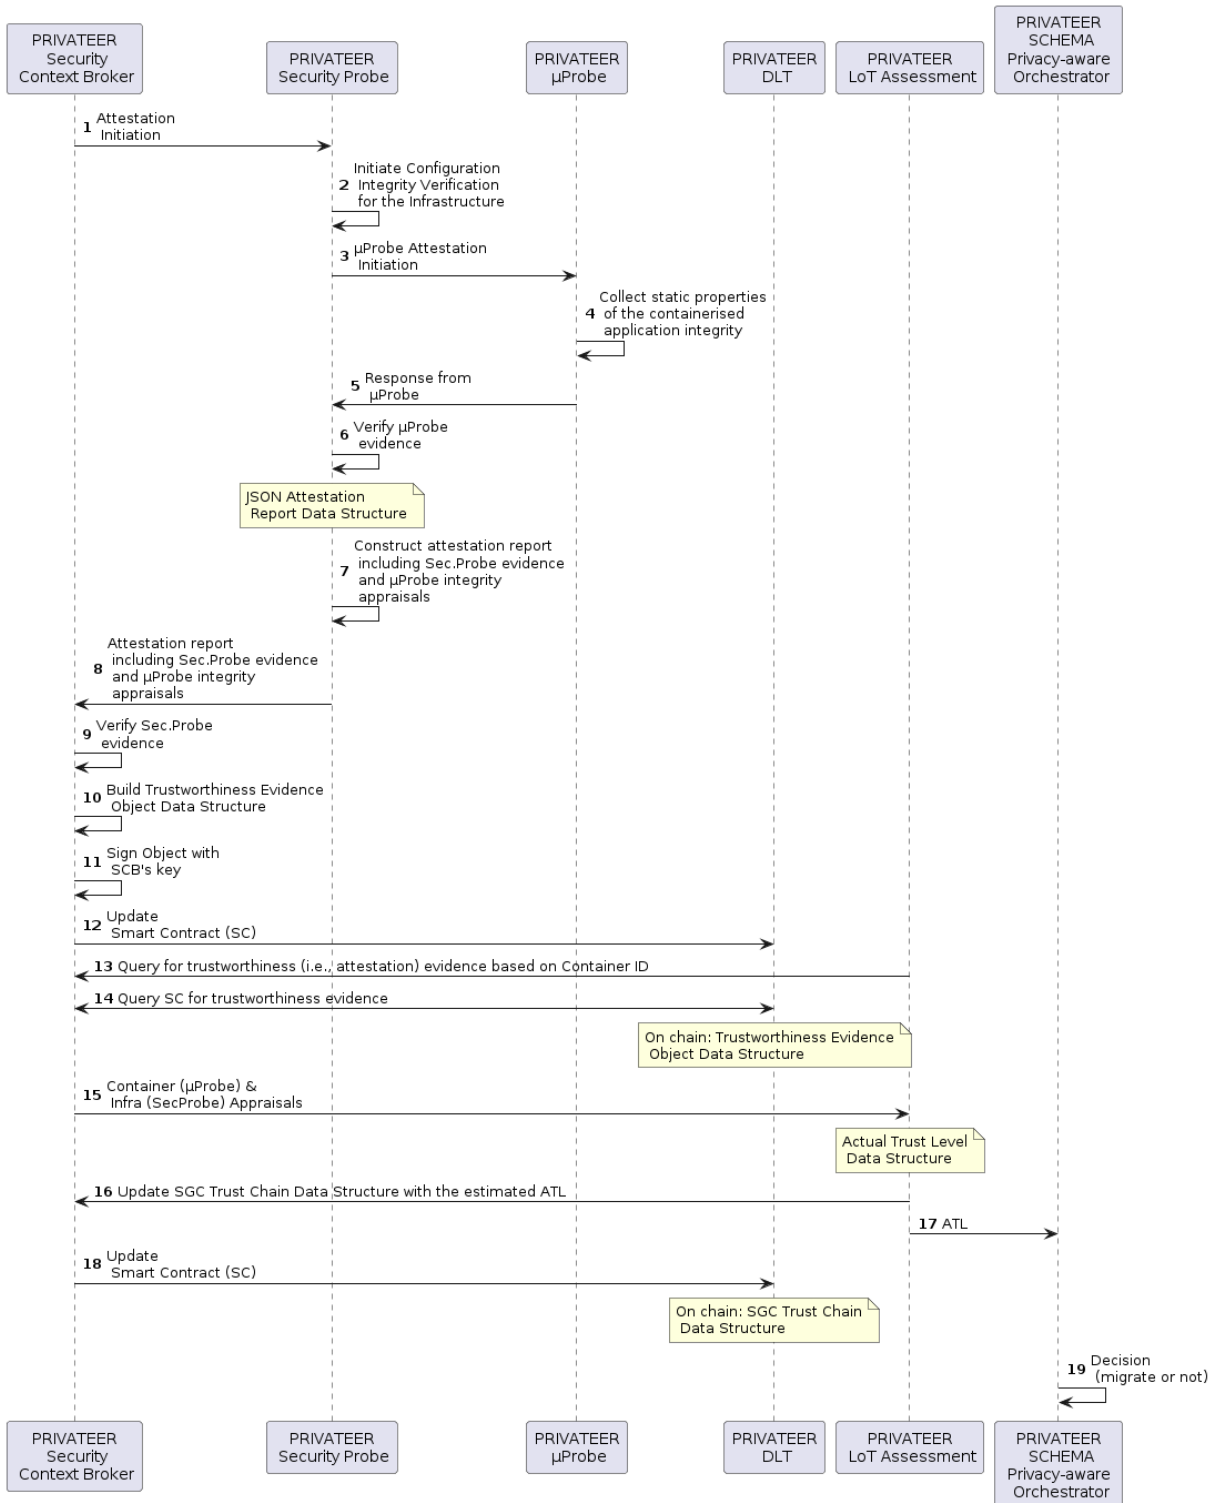 PRIVATEER
Security
Context Broker
PRIVATEER
Security Probe
PRIVATEER
µProbe
PRIVATEER
DLT
PRIVATEER
LoT Assessment
PRIVATEER
SCHEMA
Privacy-aware
Orchestrator
1 Attestation
Initiation
2 Initiate Configuration
Integrity Verification
for the Infrastructure
3 µProbe Attestation
Initiation
4 Collect static properties
of the containerised
application integrity
5 Response from
µProbe
6 Verify µProbe
evidence
JSON Attestation
Report Data Structure
7 Construct attestation report
including Sec.Probe evidence
and µProbe integrity
appraisals
8 Attestation report
including Sec.Probe evidence
and µProbe integrity
appraisals
9 Verify Sec.Probe
evidence
10 Build Trustworthiness Evidence
Object Data Structure
11 Sign Object with
SCB's key
12 Update
Smart Contract (SC)
13 Query for trustworthiness (i.e., attestation) evidence based on Container ID
14 Query SC for trustworthiness evidence
On chain: Trustworthiness Evidence
Object Data Structure
15 Container (µProbe) &
Infra (SecProbe) Appraisals
Actual Trust Level
Data Structure
16 Update SGC Trust Chain Data Structure with the estimated ATL
17 ATL
18 Update
Smart Contract (SC)
On chain: SGC Trust Chain
Data Structure
19 Decision
(migrate or not)
PRIVATEER
Security
Context Broker
PRIVATEER
Security Probe
PRIVATEER
µProbe
PRIVATEER
DLT
PRIVATEER
LoT Assessment
PRIVATEER
SCHEMA
Privacy-aware
Orchestrator